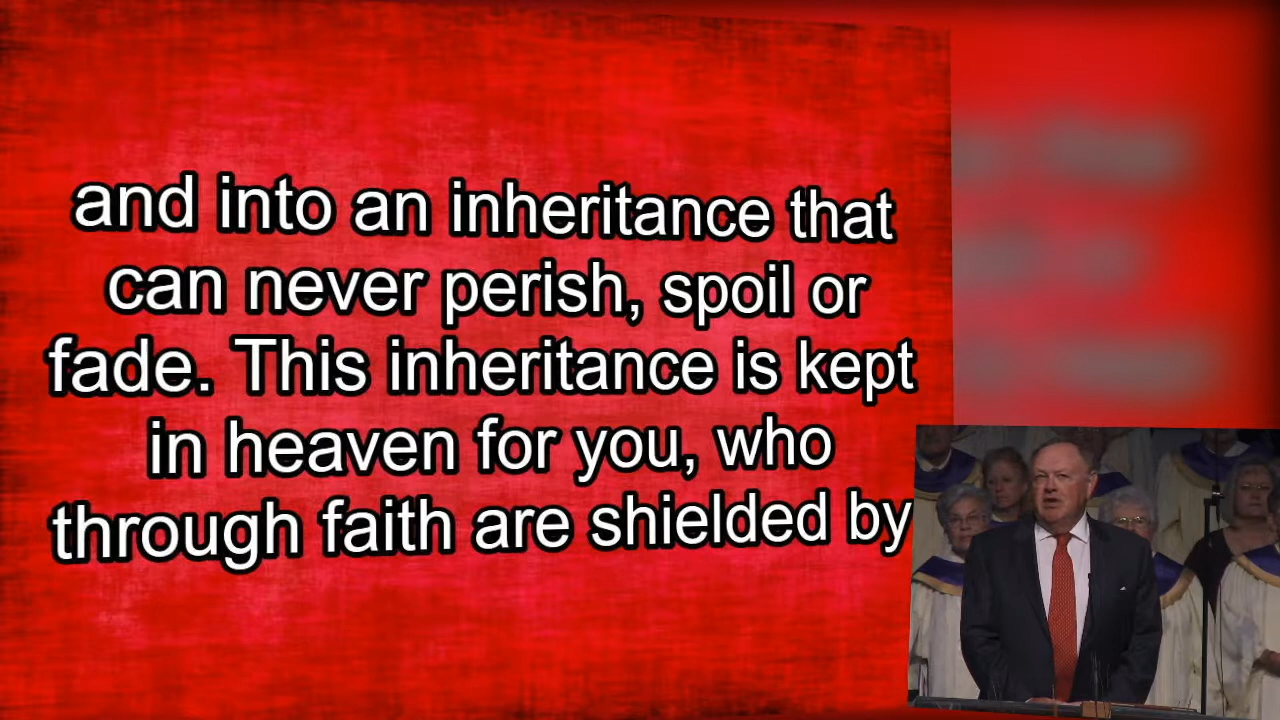 and into an inheritance that
can never perish, spoil or
fade. This inheritance is kept
in heaven for you, who
through faith are shielded by